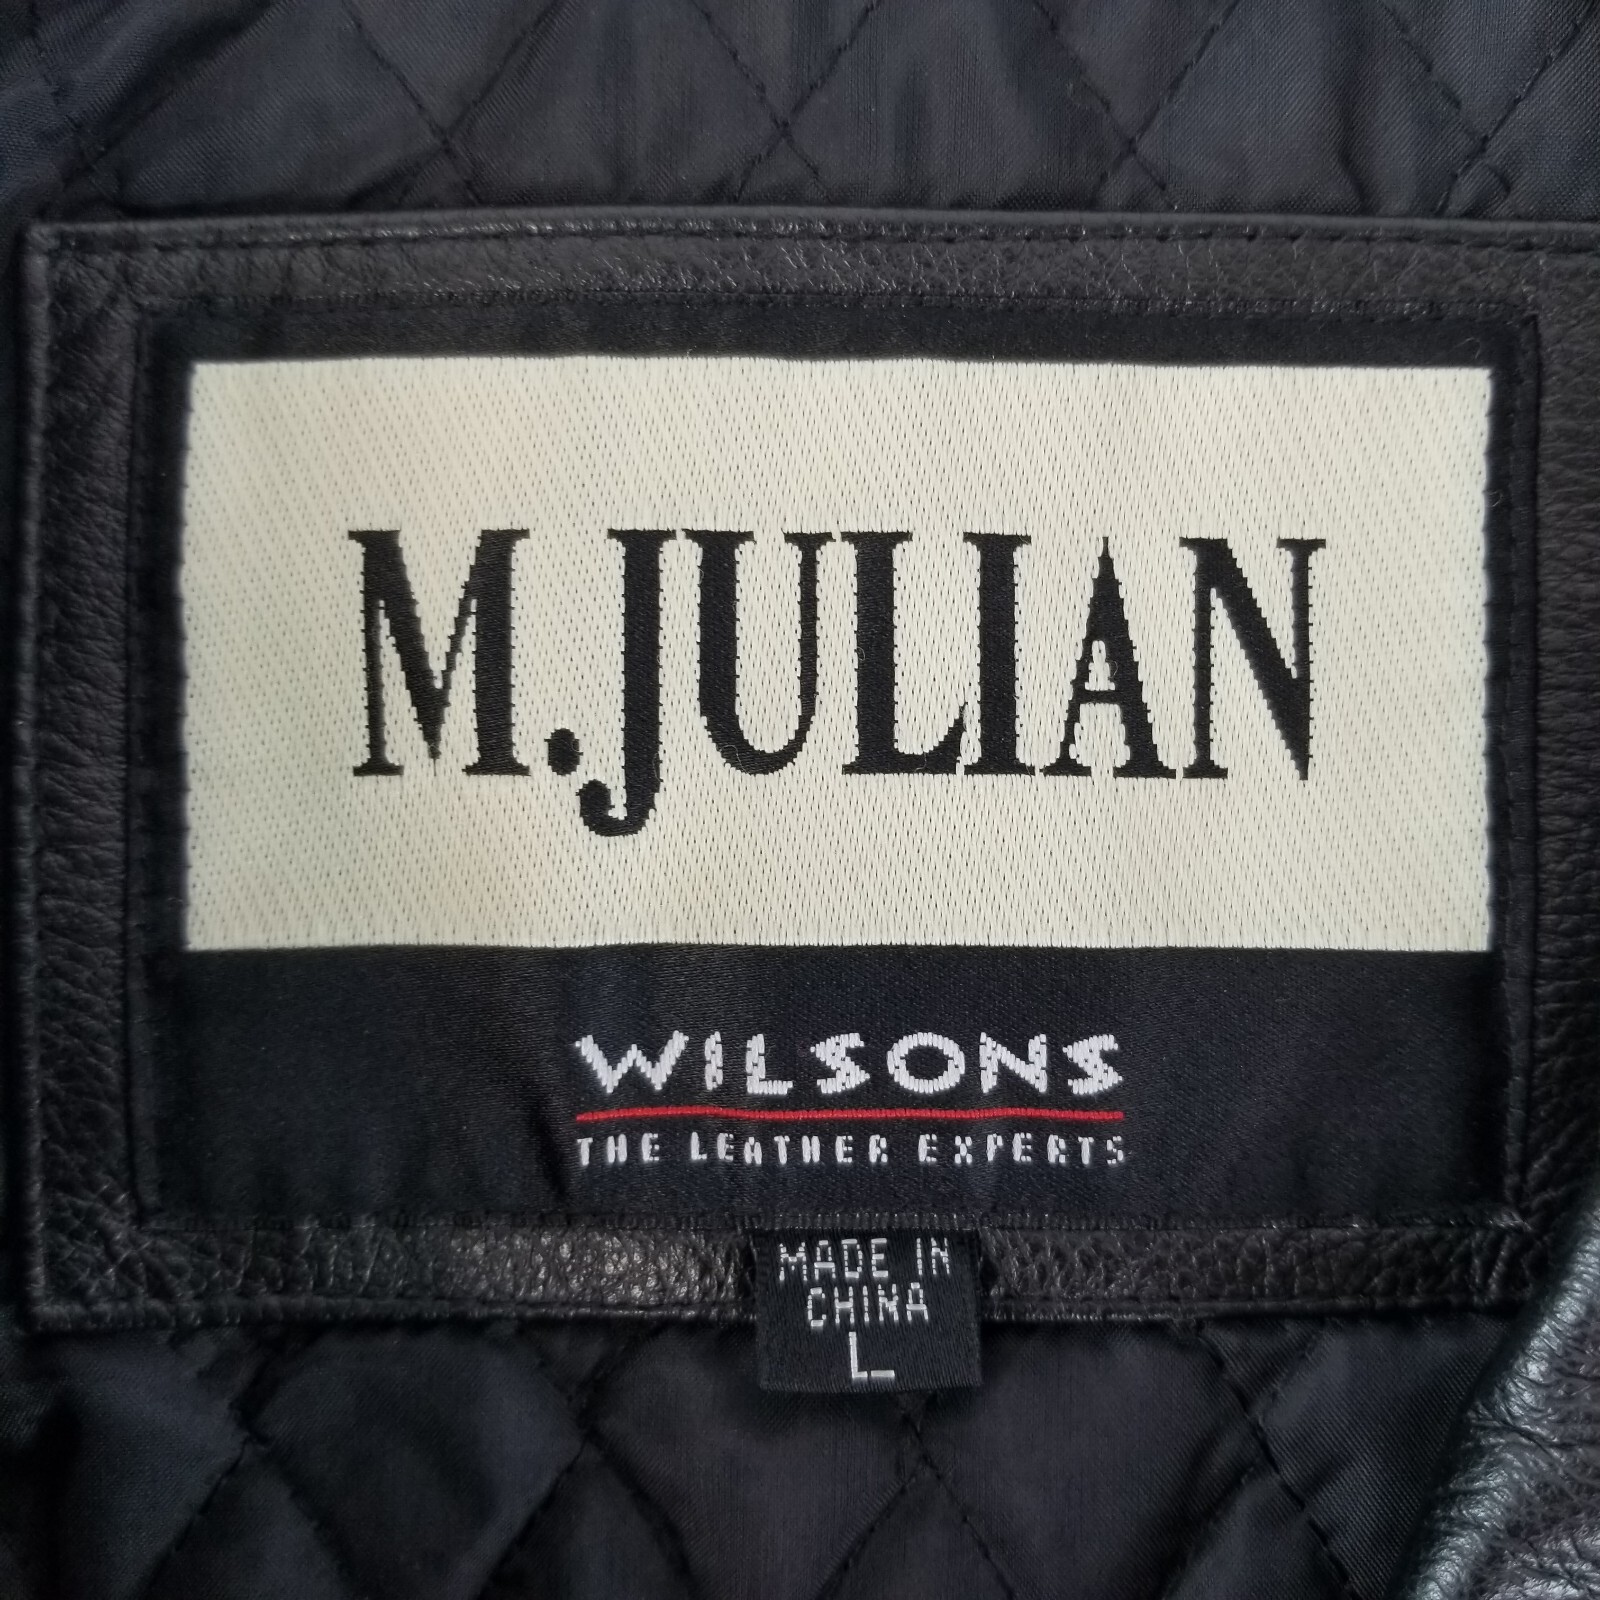 M.JULIAN
WILSONS
THE LEATHER EXPERTS
MADE IN
CHINA
L